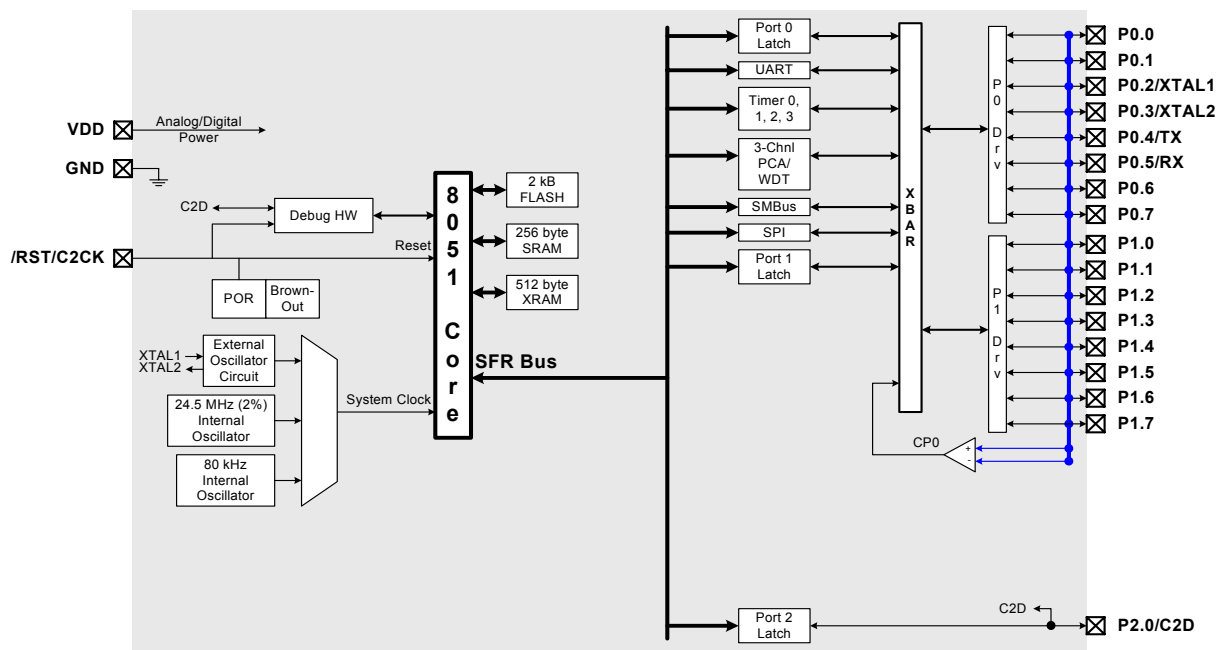 VDD
Analog/Digital
Power
GND
C2D
Debug HW
/RST/C2CK
Reset
POR
Brown-
Out
XTAL1
XTAL2
External
Oscillator
Circuit
24.5 MHz (2%)
Internal
Oscillator
80 kHz
Internal
Oscillator
System Clock
8
0
5
1
C
o
r
e
2 kB
FLASH
256 byte
SRAM
512 byte
XRAM
SFR Bus
Port 0
Latch
UART
Timer 0,
1, 2, 3
3-Chnl
PCA/
WDT
SMBus
SPI
Port 1
Latch
X
B
A
R
P
0
D
r
v
P
1
D
r
v
CP0
+
-
P0.0
P0.1
P0.2/XTAL1
P0.3/XTAL2
P0.4/TX
P0.5/RX
P0.6
P0.7
P1.0
P1.1
P1.2
P1.3
P1.4
P1.5
P1.6
P1.7
Port 2
Latch
C2D
P2.0/C2D